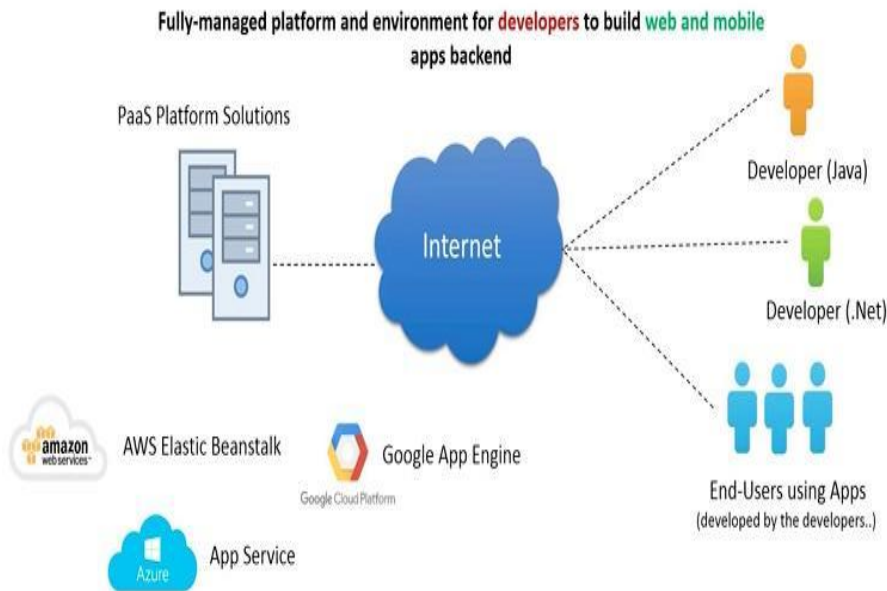 Fully-managed platform and environment for developers to build web and mobile
apps backend
PaaS Platform Solutions
Internet
Developer (Java)
Developer (.Net)
End-Users using Apps
(developed by the developers..)
amazon
webservices™
AWS Elastic Beanstalk
Google App Engine
Google Cloud Platform
App Service
Azure